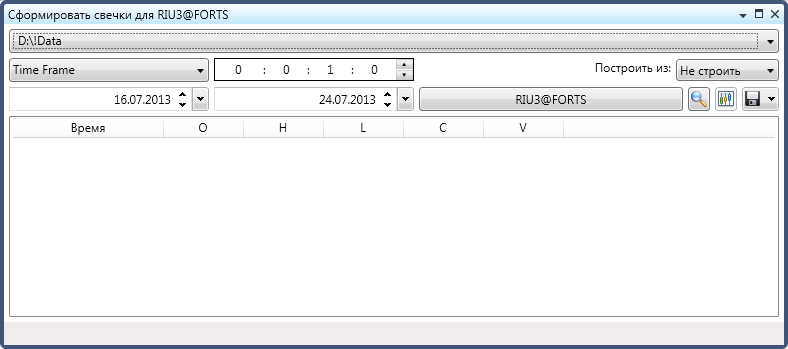 Сформировать свечки для RIU3@FORTS
D:\!Data
Time Frame 0 : 0 : 1 : 0 Построить из: Не строить
16.07.2013 24.07.2013 RIU3@FORTS
Время O H L C V